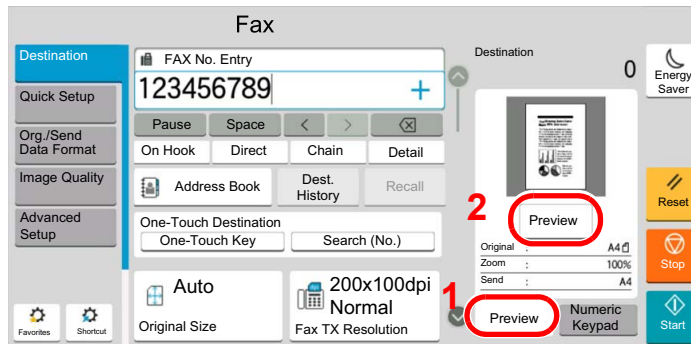 Fax
Destination
Quick Setup
Org./Send
Data Format
Image Quality
Advanced
Setup
Favorites
Shortcut
FAX No. Entry
123456789
+
Pause
Space
<
>
On Hook
Direct
Chain
Detail
Address Book
Dest.
History
Recall
One-Touch Destination
One-Touch Key
Search (No.)
Auto
Original Size
200x100dpi
Normal
Fax TX Resolution
Destination
0
2
Preview
Original : A4
Zoom : 100%
Send : A4
1
Preview
Numeric
Keypad
Energy
Saver
Reset
Stop
Start